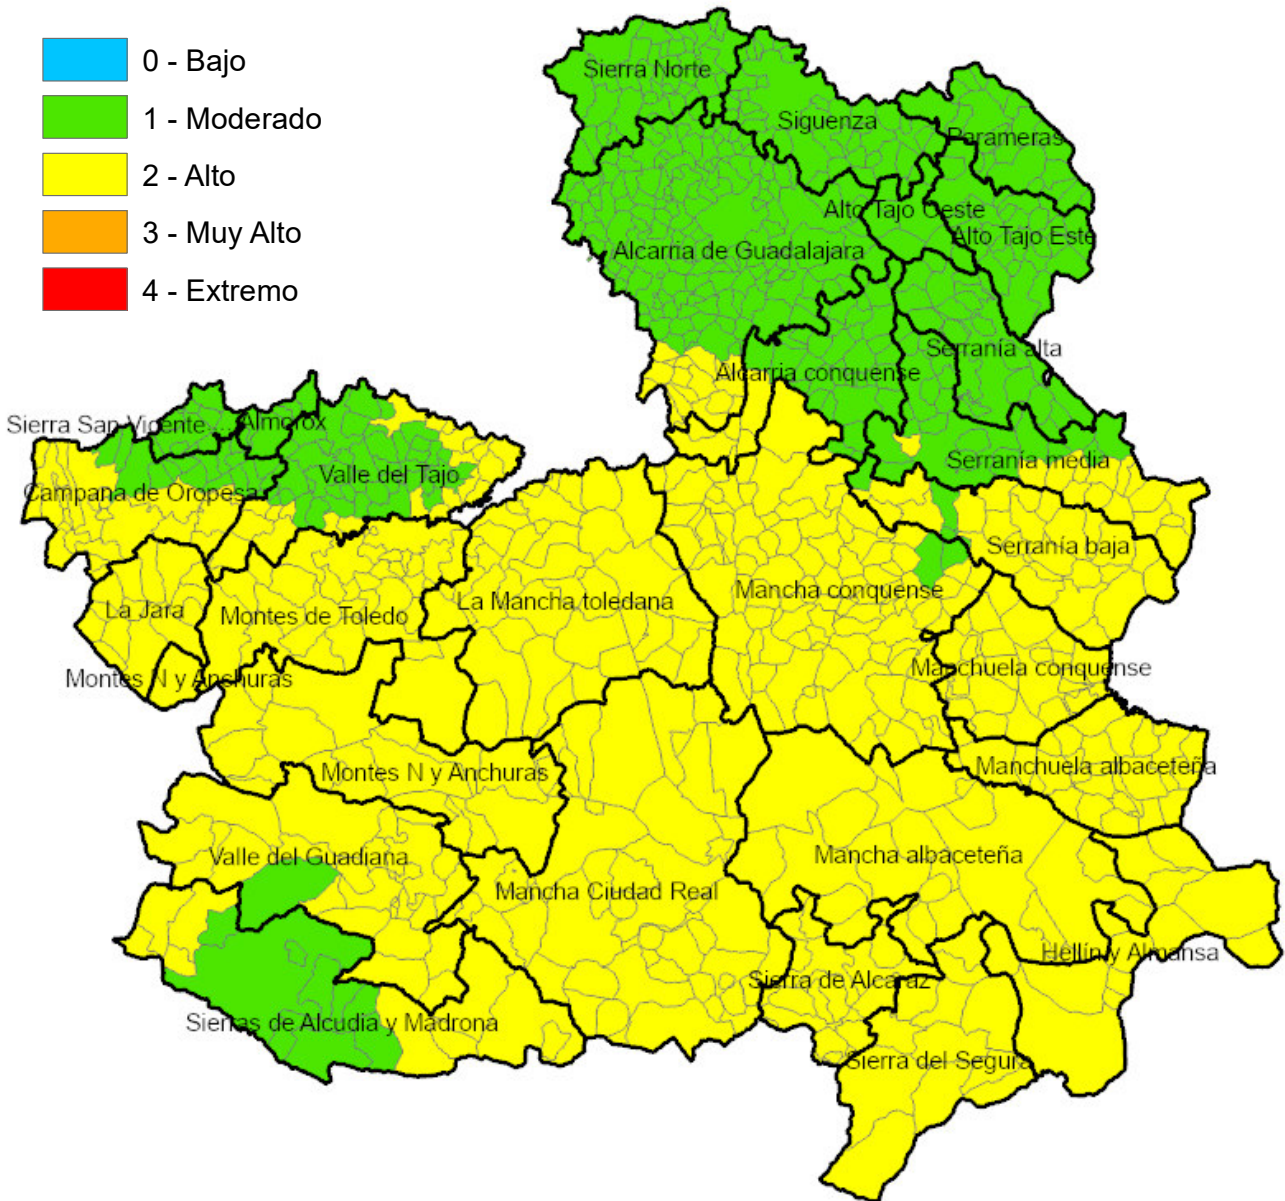 0 - Bajo
1 - Moderado
2 - Alto
3 - Muy Alto
4 - Extremo
Sierra Norte
Siguenza
Parameras
Alto Tajo Oeste
Alto Tajo Este
Alcarria de Guadalajara
Serranía alta
Alcarria conquense
Sierra San Vicente
Almorox
Valle del Tajo
Serranía media
Campana de Oropesa
Serranía baja
La Jara
Montes de Toledo
La Mancha toledana
Mancha conquense
Montes N y Anchuras
Manchuela conquense
Montes N y Anchuras
Manchuela albaceteña
Valle del Guadiana
Mancha albaceteña
Mancha Ciudad Real
Hellín y Almansa
Sierra de Alcaraz
Sierras de Alcudia y Madrona
Sierra del Segura